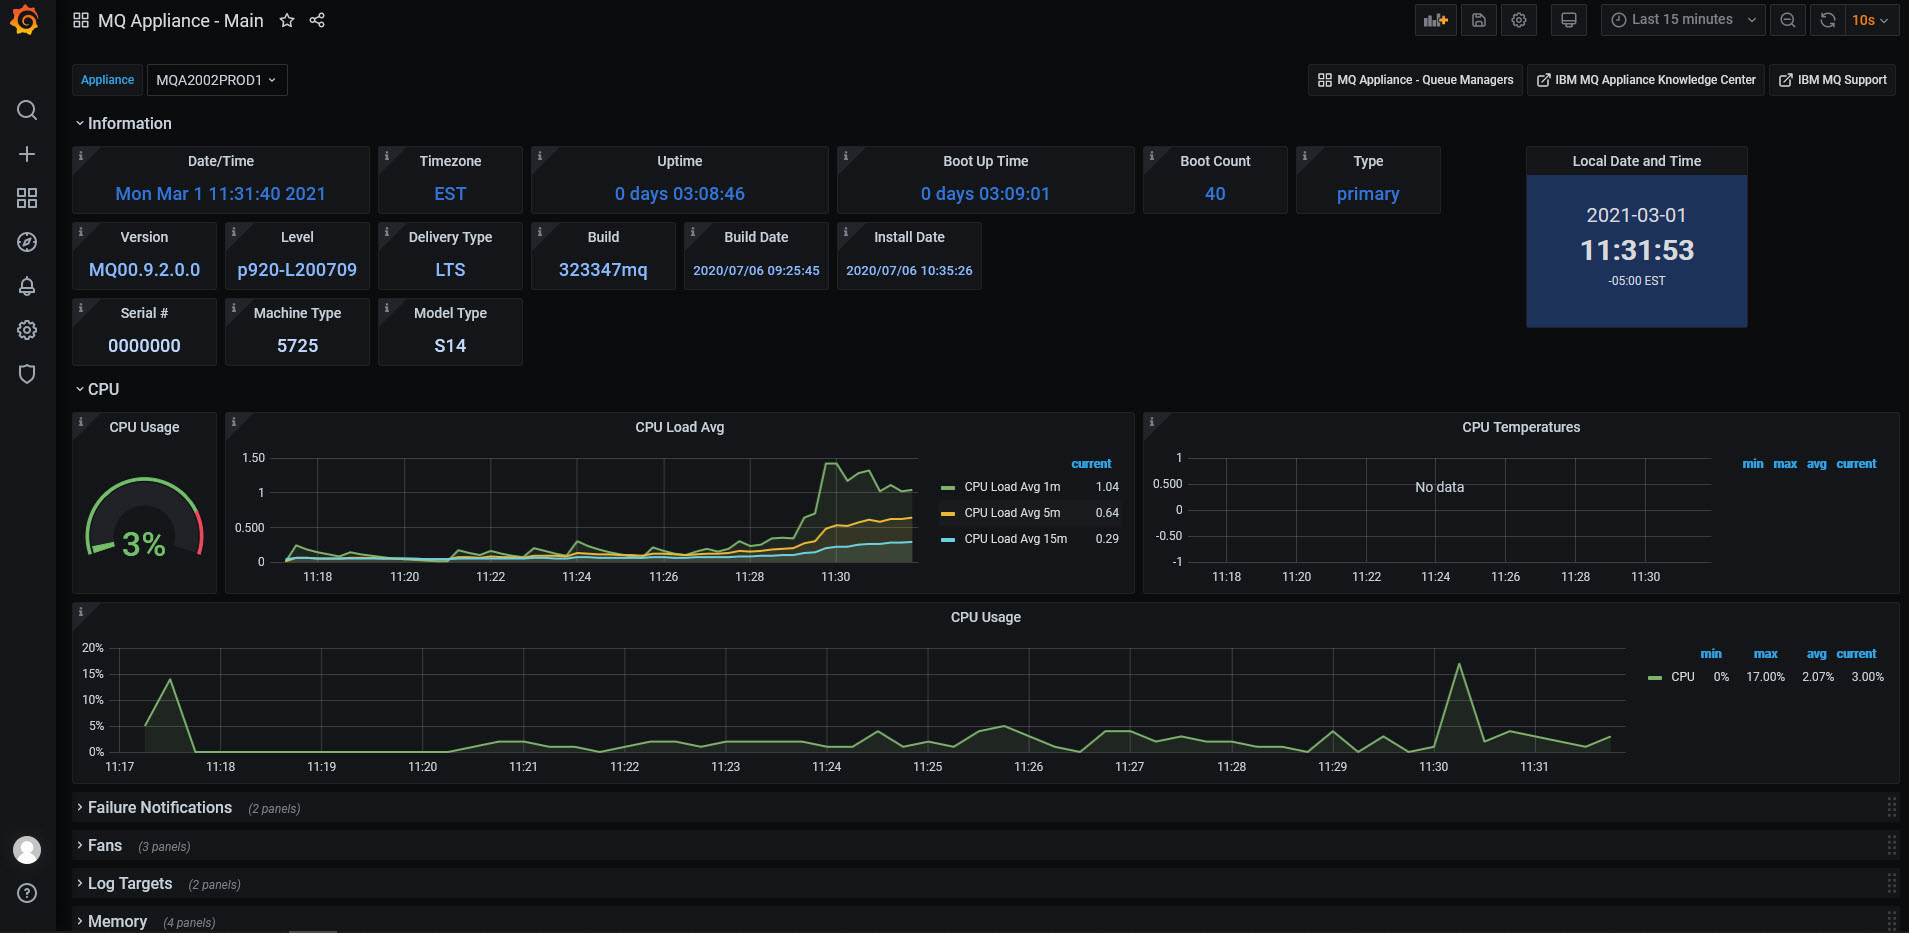 MQ Appliance - Main
Last 15 minutes
10s
Appliance
MQA2002PROD1
MQ Appliance - Queue Managers
IBM MQ Appliance Knowledge Center
IBM MQ Support
Information
Date/Time
Mon Mar 1 11:31:40 2021
Timezone
EST
Uptime
0 days 03:08:46
Boot Up Time
0 days 03:09:01
Boot Count
40
Type
primary
Local Date and Time
2021-03-01
11:31:53
-05:00 EST
Version
MQ00.9.2.0.0
Level
p920-L200709
Delivery Type
LTS
Build
323347mq
Build Date
2020/07/06 09:25:45
Install Date
2020/07/06 10:35:26
Serial #
0000000
Machine Type
5725
Model Type
S14
CPU
CPU Usage
3%
CPU Load Avg
1.50
1
0.500
0
11:18 11:20 11:22 11:24 11:26 11:28 11:30
current
CPU Load Avg 1m 1.04
CPU Load Avg 5m 0.64
CPU Load Avg 15m 0.29
CPU Temperatures
1
0.500
0
-0.50
-1
No data
11:18 11:20 11:22 11:24 11:26 11:28 11:30
min max avg current
CPU Usage
20%
15%
10%
5%
0%
11:17 11:18 11:19 11:20 11:21 11:22 11:23 11:24 11:25 11:26 11:27 11:28 11:29 11:30 11:31
min max avg current
CPU 0% 17.00% 2.07% 3.00%
Failure Notifications (2 panels)
Fans (3 panels)
Log Targets (2 panels)
Memory (4 panels)